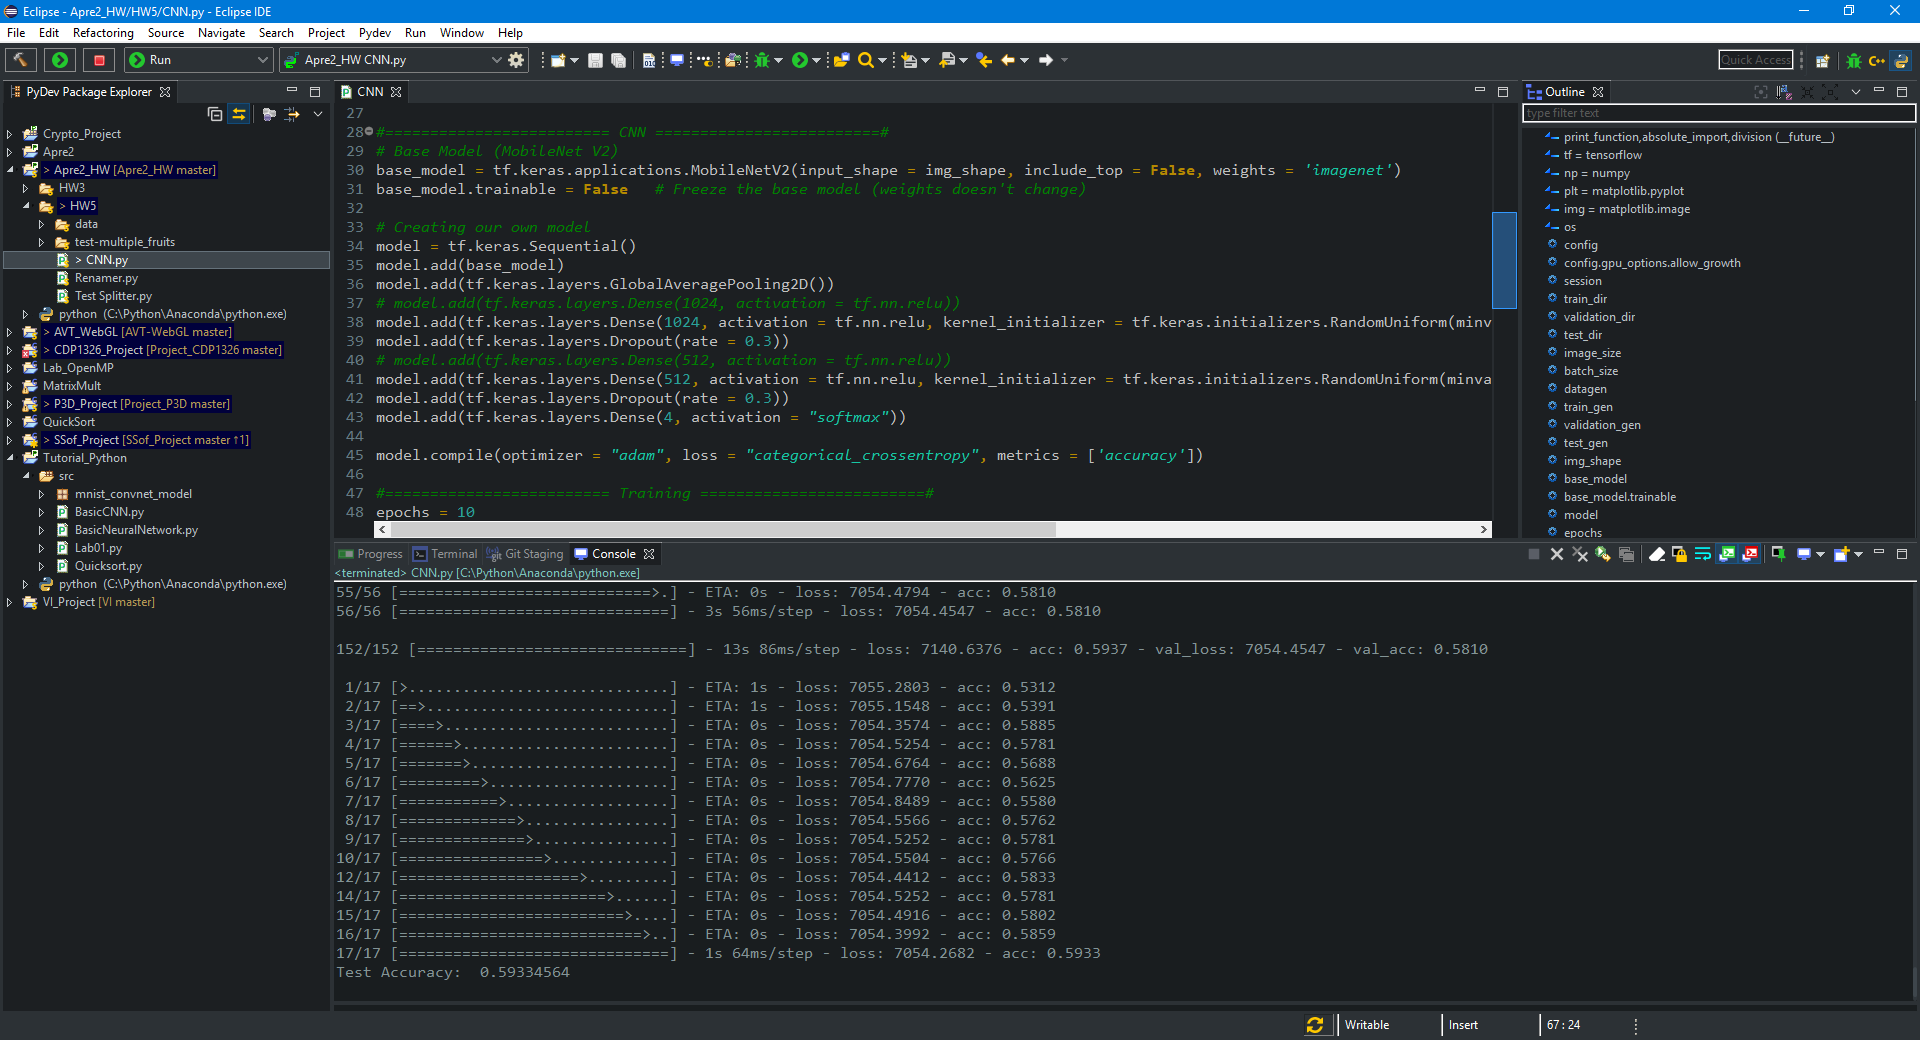 Eclipse - Apre2_HW/HW5/CNN.py - Eclipse IDE
File Edit Refactoring Source Navigate Search Project Pydev Run Window Help
Run
Apre2_HW CNN.py
Quick Access
PyDev Package Explorer
Crypto_Project
Apre2
> Apre2_HW [Apre2_HW master]
HW3
> HW5
data
test-multiple_fruits
> CNN.py
Renamer.py
Test Splitter.py
python (C:\Python\Anaconda\python.exe)
> AVT_WebGL [AVT-WebGL master]
> CDP1326_Project [Project_CDP1326 master]
Lab_OpenMP
MatrixMult
> P3D_Project [Project_P3D master]
QuickSort
> SSof_Project [SSof_Project master ↑1]
Tutorial_Python
src
mnist_convnet_model
BasicCNN.py
BasicNeuralNetwork.py
Lab01.py
Quicksort.py
python (C:\Python\Anaconda\python.exe)
VI_Project [VI master]
CNN
27
28 #========================= CNN =========================#
29 # Base Model (MobileNet V2)
30 base_model = tf.keras.applications.MobileNetV2(input_shape = img_shape, include_top = False, weights = 'imagenet')
31 base_model.trainable = False   # Freeze the base model (weights doesn't change)
32
33 # Creating our own model
34 model = tf.keras.Sequential()
35 model.add(base_model)
36 model.add(tf.keras.layers.GlobalAveragePooling2D())
37 # model.add(tf.keras.layers.Dense(1024, activation = tf.nn.relu))
38 model.add(tf.keras.layers.Dense(1024, activation = tf.nn.relu, kernel_initializer = tf.keras.initializers.RandomUniform(minv
39 model.add(tf.keras.layers.Dropout(rate = 0.3))
40 # model.add(tf.keras.layers.Dense(512, activation = tf.nn.relu))
41 model.add(tf.keras.layers.Dense(512, activation = tf.nn.relu, kernel_initializer = tf.keras.initializers.RandomUniform(minva
42 model.add(tf.keras.layers.Dropout(rate = 0.3))
43 model.add(tf.keras.layers.Dense(4, activation = "softmax"))
44
45 model.compile(optimizer = "adam", loss = "categorical_crossentropy", metrics = ['accuracy'])
46
47 #========================= Training =========================#
48 epochs = 10
Outline
type filter text
print_function,absolute_import,division (__future__)
tf = tensorflow
np = numpy
plt = matplotlib.pyplot
img = matplotlib.image
os
config
config.gpu_options.allow_growth
session
train_dir
validation_dir
test_dir
image_size
batch_size
datagen
train_gen
validation_gen
test_gen
img_shape
base_model
base_model.trainable
model
epochs
Progress Terminal Git Staging Console
<terminated> CNN.py [C:\Python\Anaconda\python.exe]
55/56 [============================>.] - ETA: 0s - loss: 7054.4794 - acc: 0.5810
56/56 [==============================] - 3s 56ms/step - loss: 7054.4547 - acc: 0.5810
152/152 [==============================] - 13s 86ms/step - loss: 7140.6376 - acc: 0.5937 - val_loss: 7054.4547 - val_acc: 0.5810
1/17 [>.............................] - ETA: 1s - loss: 7055.2803 - acc: 0.5312
2/17 [==>...........................] - ETA: 1s - loss: 7055.1548 - acc: 0.5391
3/17 [====>.........................] - ETA: 0s - loss: 7054.3574 - acc: 0.5885
4/17 [======>.......................] - ETA: 0s - loss: 7054.5254 - acc: 0.5781
5/17 [=======>......................] - ETA: 0s - loss: 7054.6764 - acc: 0.5688
6/17 [=========>....................] - ETA: 0s - loss: 7054.7770 - acc: 0.5625
7/17 [===========>..................] - ETA: 0s - loss: 7054.8489 - acc: 0.5580
8/17 [=============>................] - ETA: 0s - loss: 7054.5566 - acc: 0.5762
9/17 [==============>...............] - ETA: 0s - loss: 7054.5252 - acc: 0.5781
10/17 [================>.............] - ETA: 0s - loss: 7054.5504 - acc: 0.5766
12/17 [====================>.........] - ETA: 0s - loss: 7054.4412 - acc: 0.5833
14/17 [=======================>......] - ETA: 0s - loss: 7054.5252 - acc: 0.5781
15/17 [=========================>....] - ETA: 0s - loss: 7054.4916 - acc: 0.5802
16/17 [===========================>..] - ETA: 0s - loss: 7054.3992 - acc: 0.5859
17/17 [==============================] - 1s 64ms/step - loss: 7054.2682 - acc: 0.5933
Test Accuracy:  0.59334564
Writable Insert 67 : 24